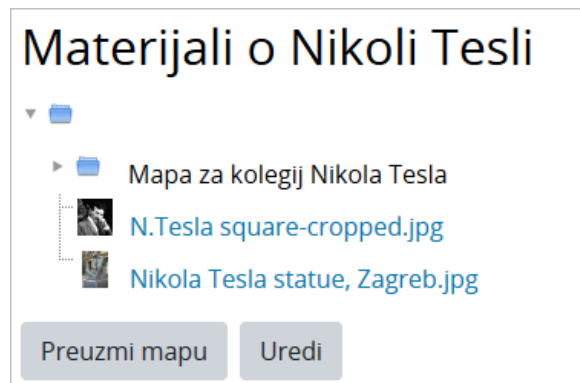 Materijali o Nikoli Tesli
Mapa za kolegij Nikola Tesla
N.Tesla square-cropped.jpg
Nikola Tesla statue, Zagreb.jpg
Preuzmi mapu Uredi